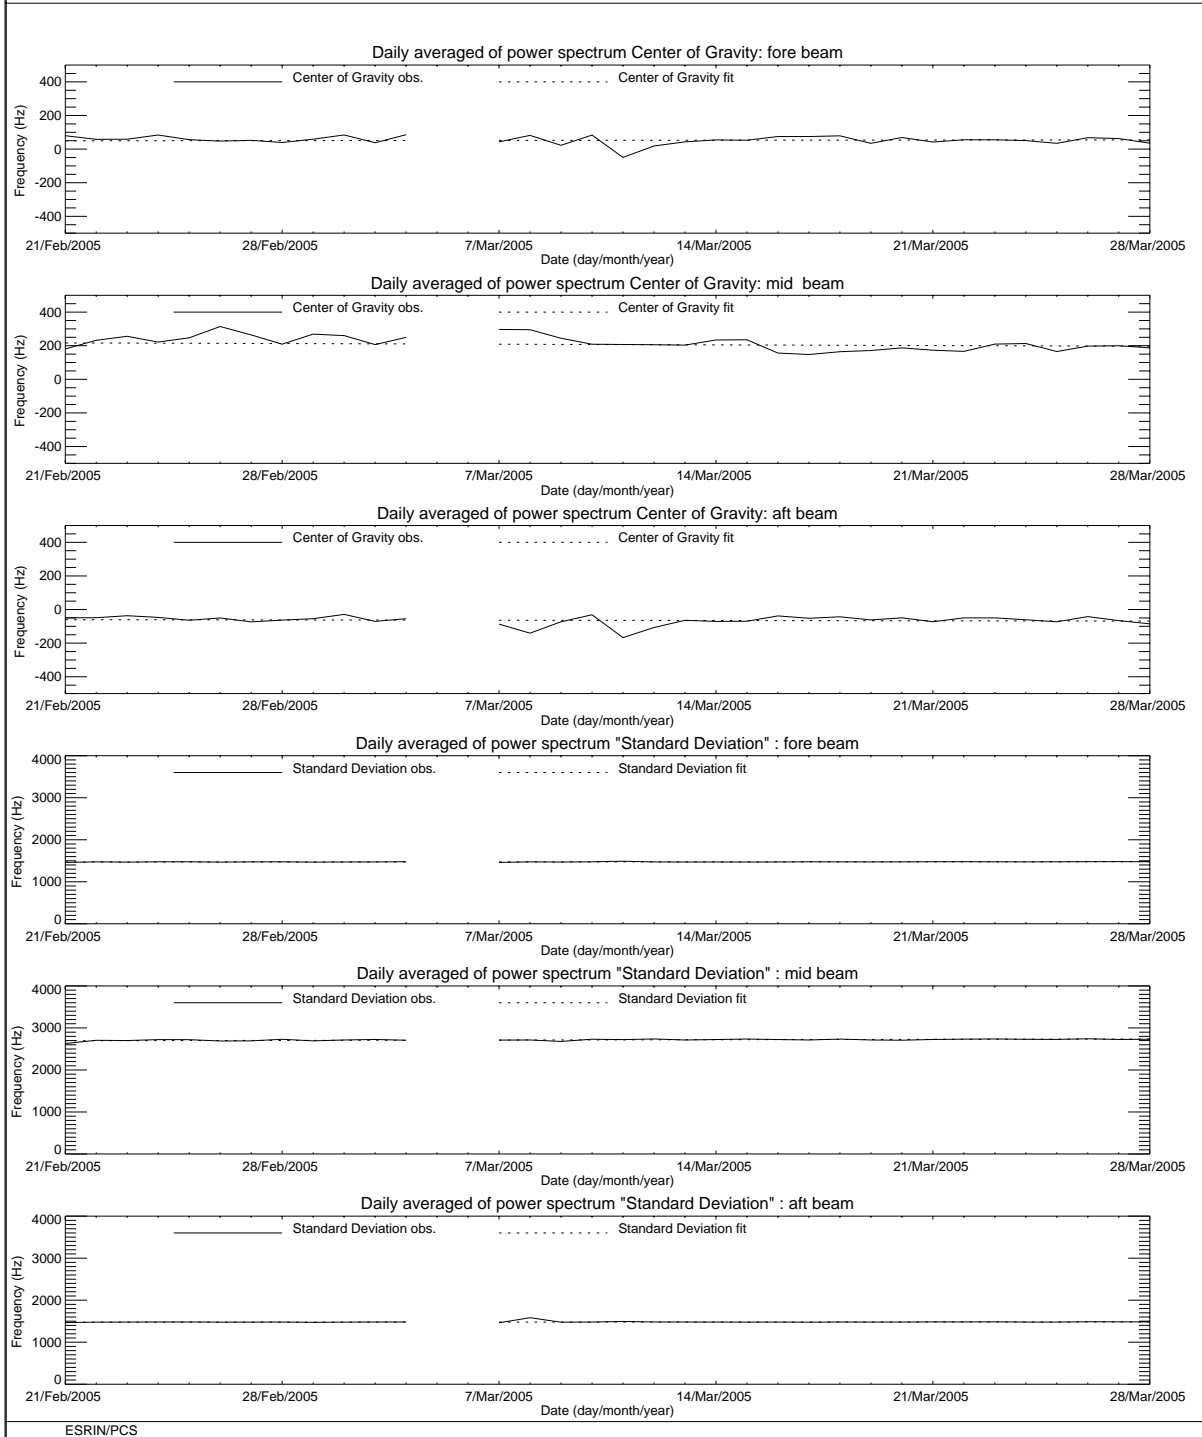 Daily averaged of power spectrum Center of Gravity: fore beam
Center of Gravity obs.
Center of Gravity fit
Frequency (Hz)
400
200
0
-200
-400
21/Feb/2005
28/Feb/2005
7/Mar/2005
14/Mar/2005
21/Mar/2005
28/Mar/2005
Date (day/month/year)
Daily averaged of power spectrum Center of Gravity: mid  beam
Center of Gravity obs.
Center of Gravity fit
Frequency (Hz)
400
200
0
-200
-400
21/Feb/2005
28/Feb/2005
7/Mar/2005
14/Mar/2005
21/Mar/2005
28/Mar/2005
Date (day/month/year)
Daily averaged of power spectrum Center of Gravity: aft beam
Center of Gravity obs.
Center of Gravity fit
Frequency (Hz)
400
200
0
-200
-400
21/Feb/2005
28/Feb/2005
7/Mar/2005
14/Mar/2005
21/Mar/2005
28/Mar/2005
Date (day/month/year)
Daily averaged of power spectrum "Standard Deviation" : fore beam
Standard Deviation obs.
Standard Deviation fit
Frequency (Hz)
4000
3000
2000
1000
0
21/Feb/2005
28/Feb/2005
7/Mar/2005
14/Mar/2005
21/Mar/2005
28/Mar/2005
Date (day/month/year)
Daily averaged of power spectrum "Standard Deviation" : mid beam
Standard Deviation obs.
Standard Deviation fit
Frequency (Hz)
4000
3000
2000
1000
0
21/Feb/2005
28/Feb/2005
7/Mar/2005
14/Mar/2005
21/Mar/2005
28/Mar/2005
Date (day/month/year)
Daily averaged of power spectrum "Standard Deviation" : aft beam
Standard Deviation obs.
Standard Deviation fit
Frequency (Hz)
4000
3000
2000
1000
0
21/Feb/2005
28/Feb/2005
7/Mar/2005
14/Mar/2005
21/Mar/2005
28/Mar/2005
Date (day/month/year)
ESRIN/PCS